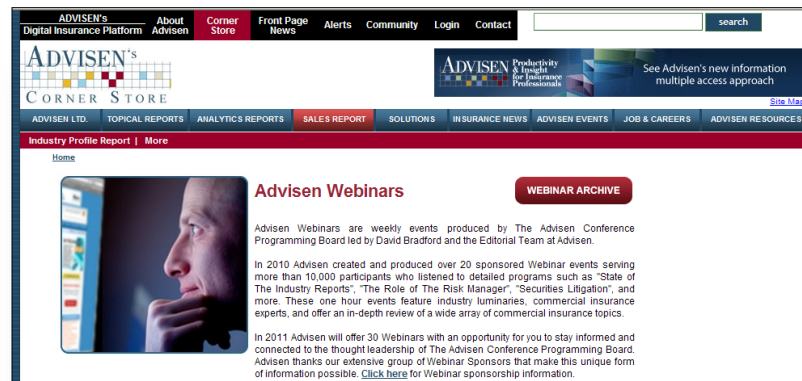 ADVISEN's
Digital Insurance Platform
About
Advisen
Corner
Store
Front Page
News
Alerts
Community
Login
Contact
search
ADVISEN's
CORNER STORE
ADVISEN
Productivity
& Insight
for Insurance
Professionals
See Advisen's new information
multiple access approach
Site Map
ADVISEN LTD. TOPICAL REPORTS ANALYTICS REPORTS SALES REPORT SOLUTIONS INSURANCE NEWS ADVISEN EVENTS JOB & CAREERS ADVISEN RESOURCES
Industry Profile Report | More
Home
Advisen Webinars
WEBINAR ARCHIVE
Advisen Webinars are weekly events produced by The Advisen Conference
Programming Board led by David Bradford and the Editorial Team at Advisen.
In 2010 Advisen created and produced over 20 sponsored Webinar events serving
more than 10,000 participants who listened to detailed programs such as "State of
The Industry Reports", "The Role of The Risk Manager", "Securities Litigation", and
more. These one hour events feature industry luminaries, commercial insurance
experts, and offer an in-depth review of a wide array of commercial insurance topics.
In 2011 Advisen will offer 30 Webinars with an opportunity for you to stay informed and
connected to the thought leadership of The Advisen Conference Programming Board.
Advisen thanks our extensive group of Webinar Sponsors that make this unique form
of information possible. Click here for Webinar sponsorship information.